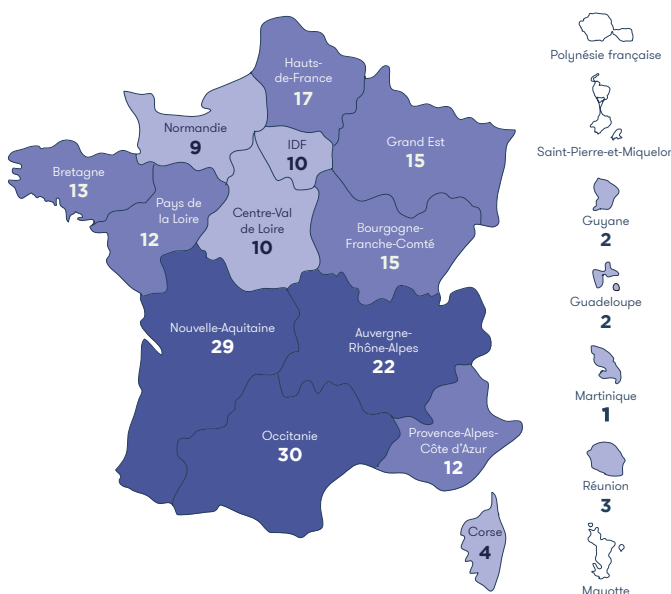 Hauts-
de-France
17
Normandie
9
IDF
10
Grand Est
15
Bretagne
13
Pays de
la Loire
12
Centre-Val
de Loire
10
Bourgogne-
Franche-Comté
15
Nouvelle-Aquitaine
29
Auvergne-
Rhône-Alpes
22
Occitanie
30
Provence-Alpes-
Côte d'Azur
12
Corse
4
Polynésie française
Saint-Pierre-et-Miquelon
Guyane
2
Guadeloupe
2
Martinique
1
Réunion
3
Mayotte